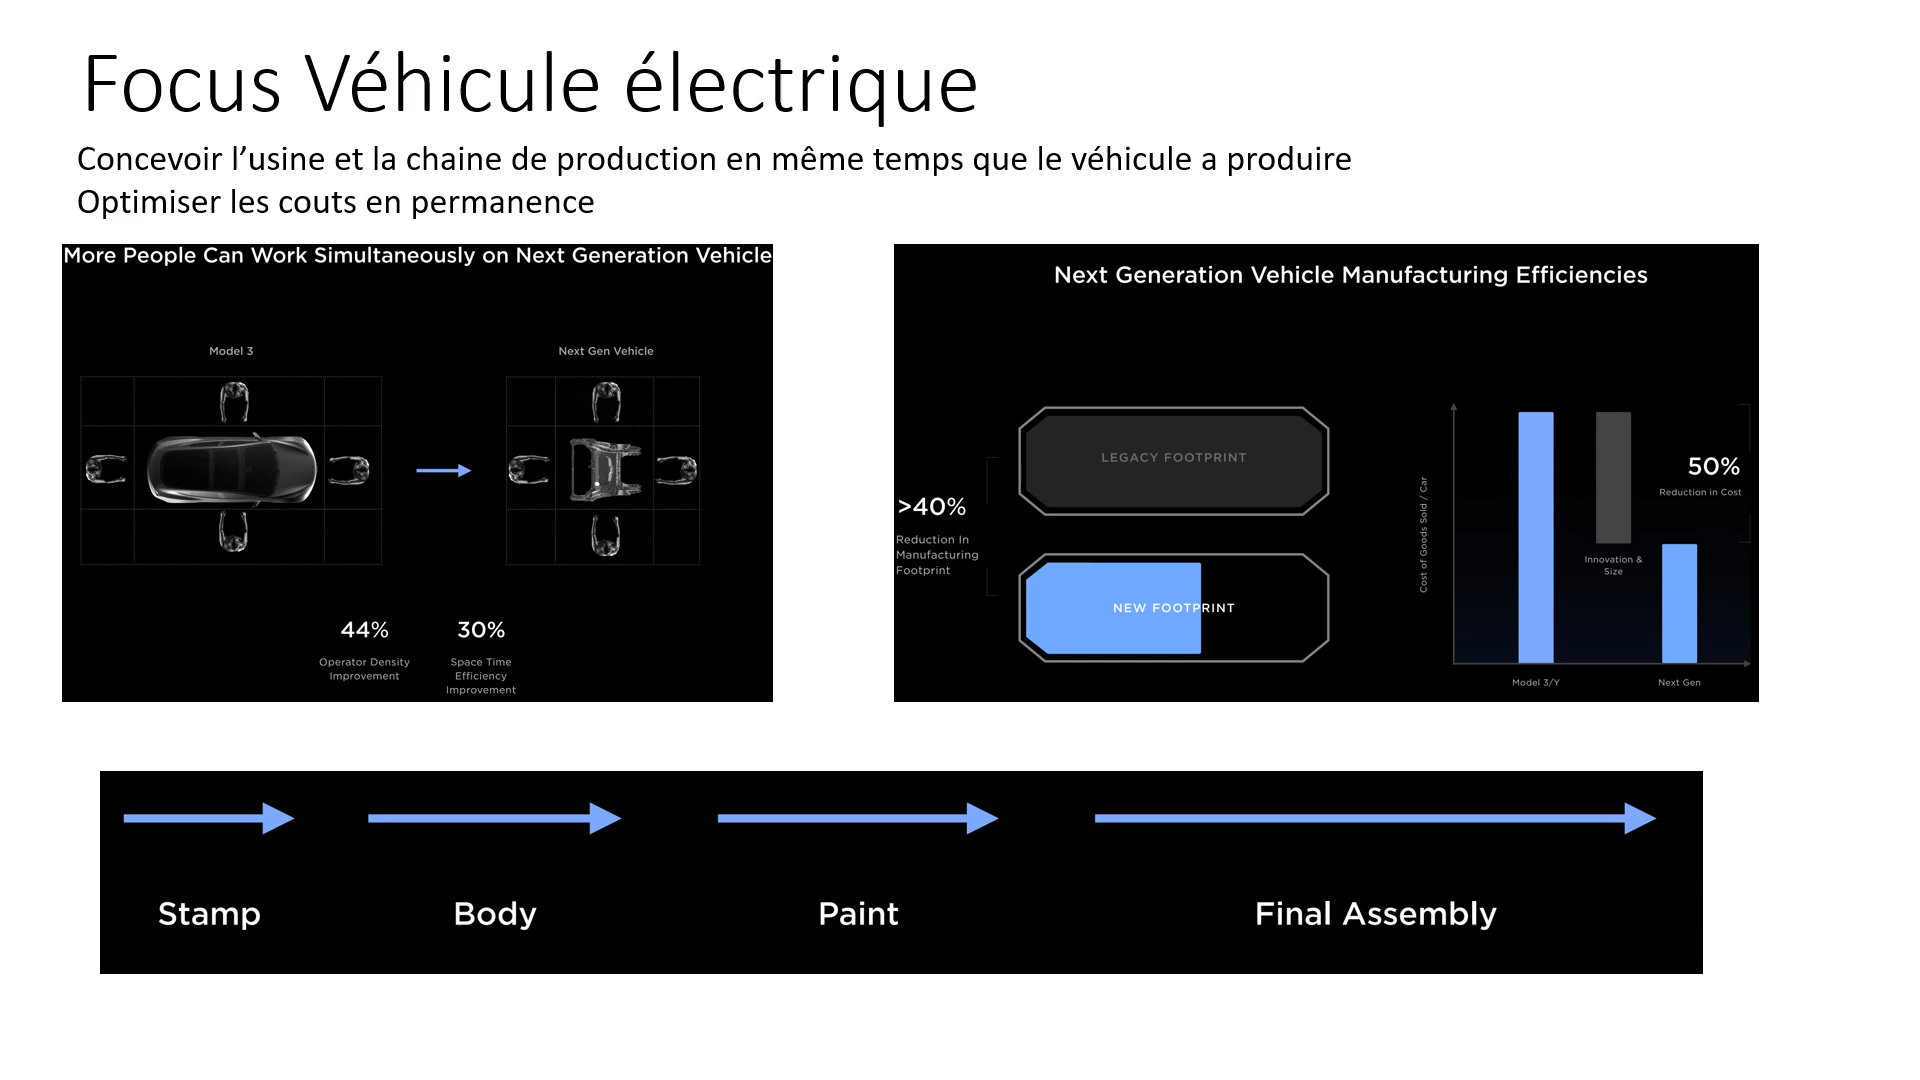 Focus Véhicule électrique
Concevoir l’usine et la chaine de production en même temps que le véhicule a produire
Optimiser les couts en permanence
More People Can Work Simultaneously on Next Generation Vehicle
Model 3
Next Gen Vehicle
44%
Operator Density
Improvement
30%
Space Time
Efficiency
Improvement
Next Generation Vehicle Manufacturing Efficiencies
>40%
Reduction In
Manufacturing
Footprint
LEGACY FOOTPRINT
NEW FOOTPRINT
Cost of Goods Sold / Car
50%
Reduction in Cost
Innovation &
Size
Model 3/Y
Next Gen
Stamp
Body
Paint
Final Assembly